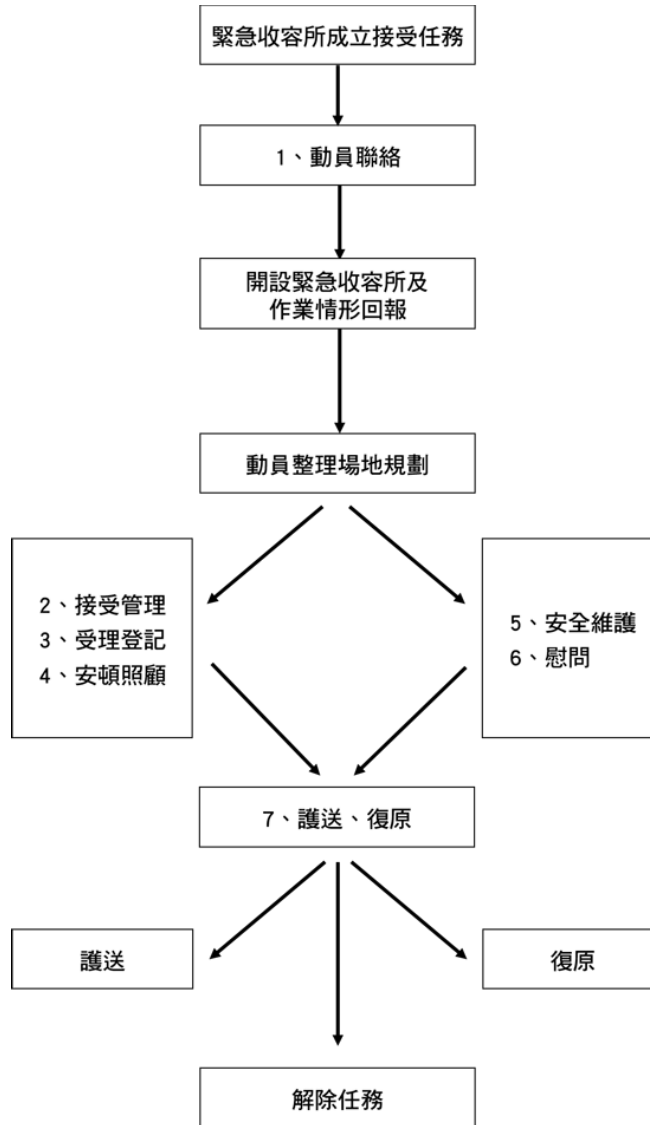 緊急收容所成立接受任務
1、動員聯絡
開設緊急收容所及
作業情形回報
動員整理場地規劃
2、接受管理
3、受理登記
4、安頓照顧
5、安全維護
6、慰問
7、護送、復原
護送
復原
解除任務